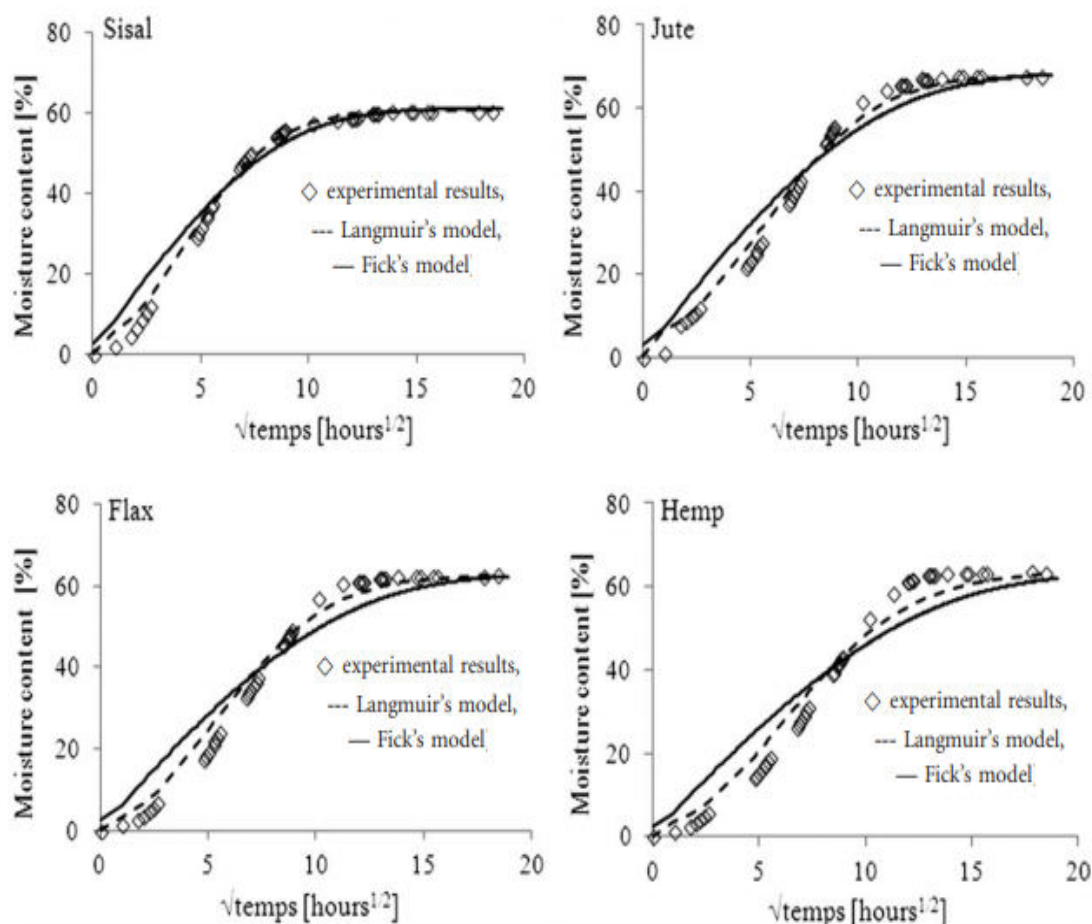 Sisal
Moisture content [%]
80
60
40
20
0
0 5 10 15 20
√temps [hours1/2]
◇ experimental results,
--- Langmuir's model,
— Fick's model
Jute
Moisture content [%]
80
60
40
20
0
0 5 10 15 20
√temps [hours1/2]
◇ experimental results,
--- Langmuir's model,
— Fick's model
Flax
Moisture content [%]
80
60
40
20
0
0 5 10 15 20
√temps [hours1/2]
◇ experimental results,
--- Langmuir's model,
— Fick's model
Hemp
Moisture content [%]
80
60
40
20
0
0 5 10 15 20
√temps [hours1/2]
◇ experimental results,
--- Langmuir's model,
— Fick's model